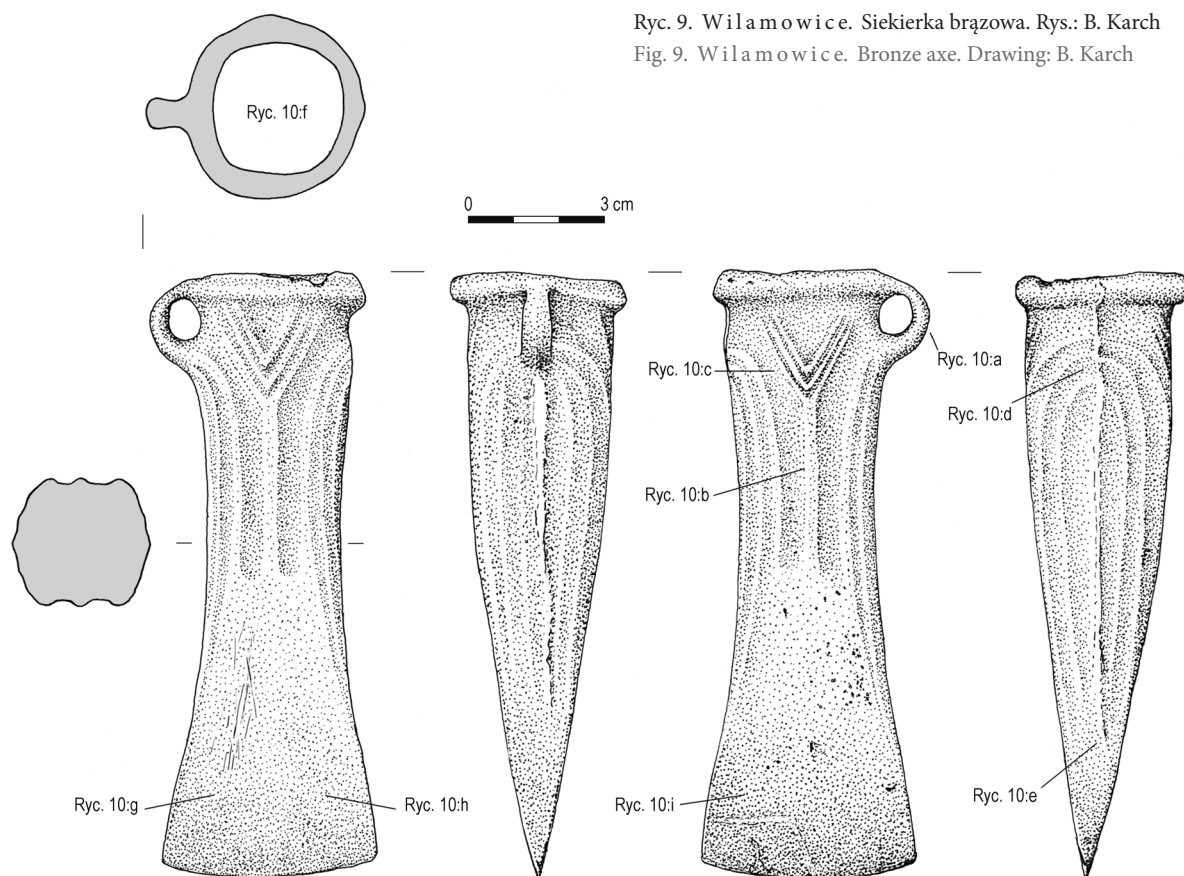 Ryc. 9. Wilamowice. Siekierka brązowa. Rys.: B. Karch
Fig. 9. Wilamowice. Bronze axe. Drawing: B. Karch
Ryc. 10:f
0 3 cm
Ryc. 10:c
Ryc. 10:a
Ryc. 10:d
Ryc. 10:b
Ryc. 10:g
Ryc. 10:h
Ryc. 10:i
Ryc. 10:e